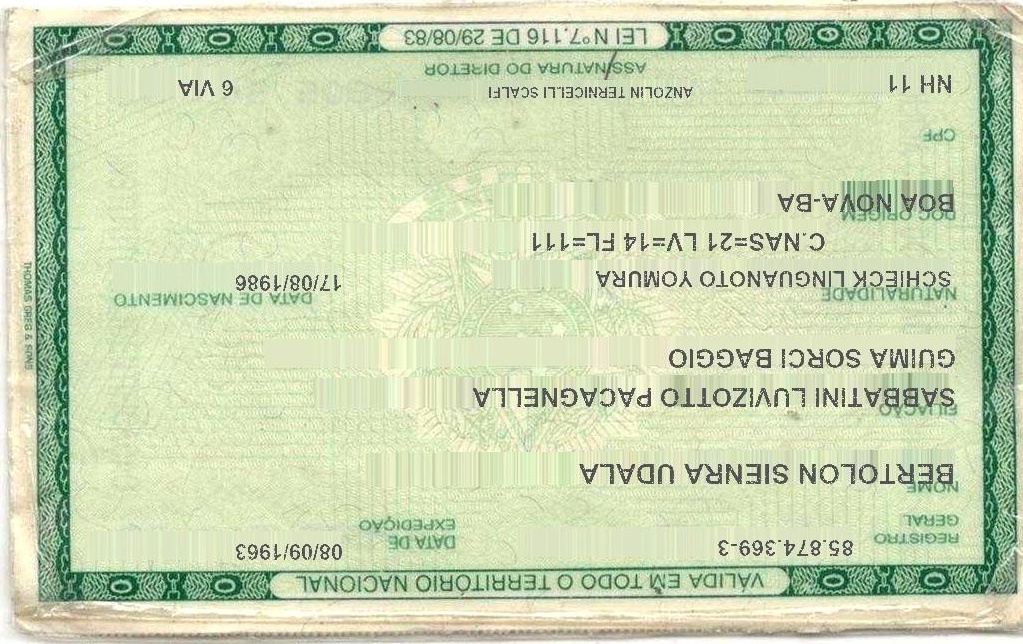 VÁLIDA EM TODO O TERRITÓRIO NACIONAL
REGISTRO GERAL 85.874.369-3 DATA DE EXPEDIÇÃO 08/09/1963
NOME BERTOLON SIENRA UDALA
FILIAÇÃO SABBATINI LUVIZOTTO PACAGNELLA
GUIMA SORCI BAGGIO
NATURALIDADE SCHIECK LINGUANOTO YOMURA DATA DE NASCIMENTO 17/08/1986
C.NAS=21 LV=14 FL=111
DOC ORIGEM BOA NOVA-BA
CPF
NH 11 ANZOLIN TERNICELLI SCALFI 6 VIA
ASSINATURA DO DIRETOR
LEI Nº 7.116 DE 29/08/83
THOMAS GREG & SONS